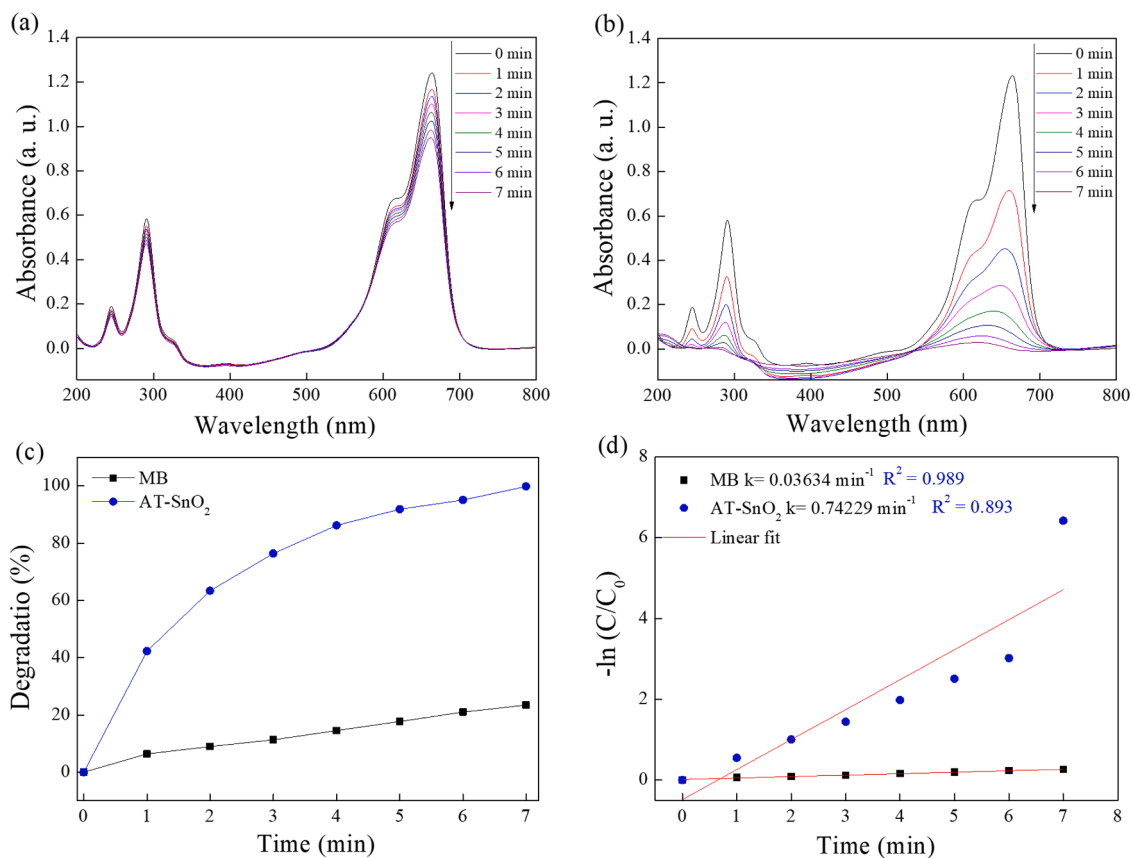 (a)
1.4
1.2
1.0
0.8
0.6
0.4
0.2
0.0
Absorbance (a. u.)
0 min
1 min
2 min
3 min
4 min
5 min
6 min
7 min
200 300 400 500 600 700 800
Wavelength (nm)
(b)
1.4
1.2
1.0
0.8
0.6
0.4
0.2
0.0
Absorbance (a. u.)
0 min
1 min
2 min
3 min
4 min
5 min
6 min
7 min
200 300 400 500 600 700 800
Wavelength (nm)
(c)
100
80
60
40
20
0
Degradatio (%)
MB
AT-SnO₂
0 1 2 3 4 5 6 7
Time (min)
(d)
8
6
4
2
0
-ln (C/C₀)
MB k= 0.03634 min⁻¹ R² = 0.989
AT-SnO₂ k= 0.74229 min⁻¹ R² = 0.893
Linear fit
0 1 2 3 4 5 6 7 8
Time (min)